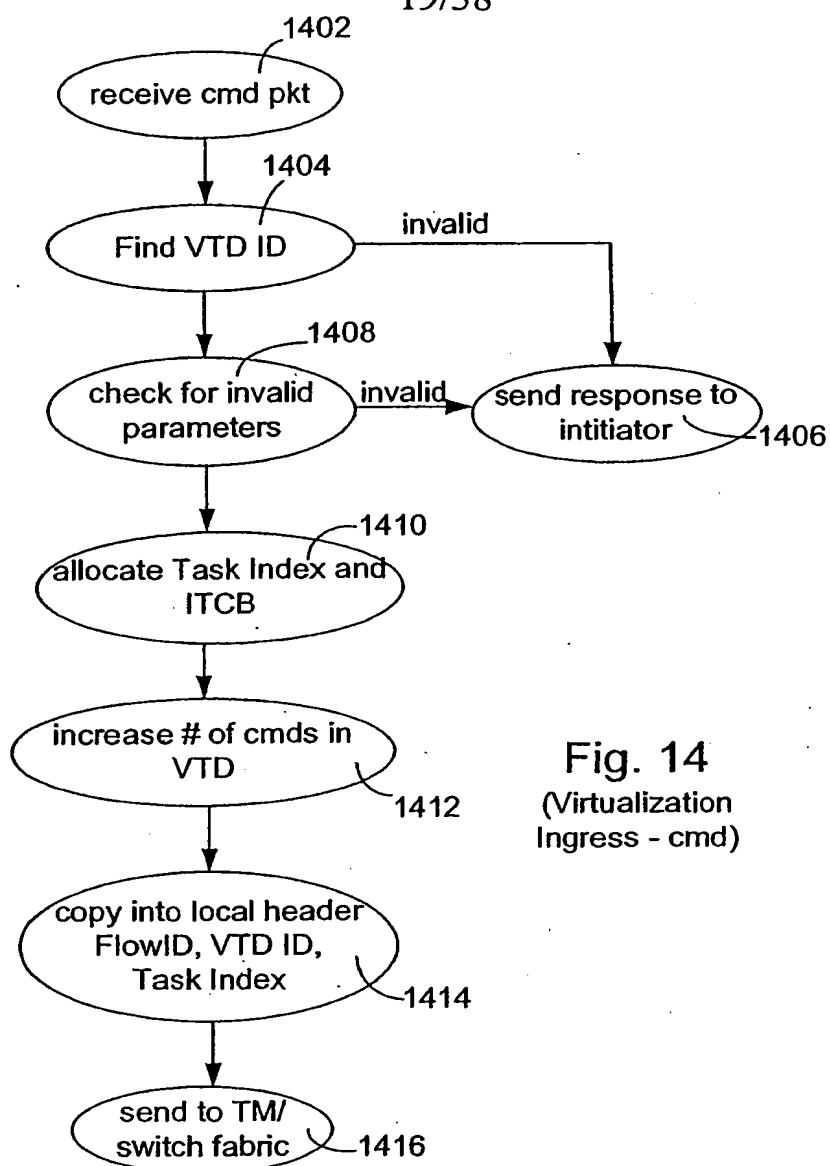 19/38
1402
receive cmd pkt
1404
Find VTD ID
invalid
1408
check for invalid
parameters
invalid
send response to
intitiator
1406
1410
allocate Task Index and
ITCB
increase # of cmds in
VTD
1412
Fig. 14
(Virtualization
Ingress - cmd)
copy into local header
FlowID, VTD ID,
Task Index
1414
send to TM/
switch fabric
1416